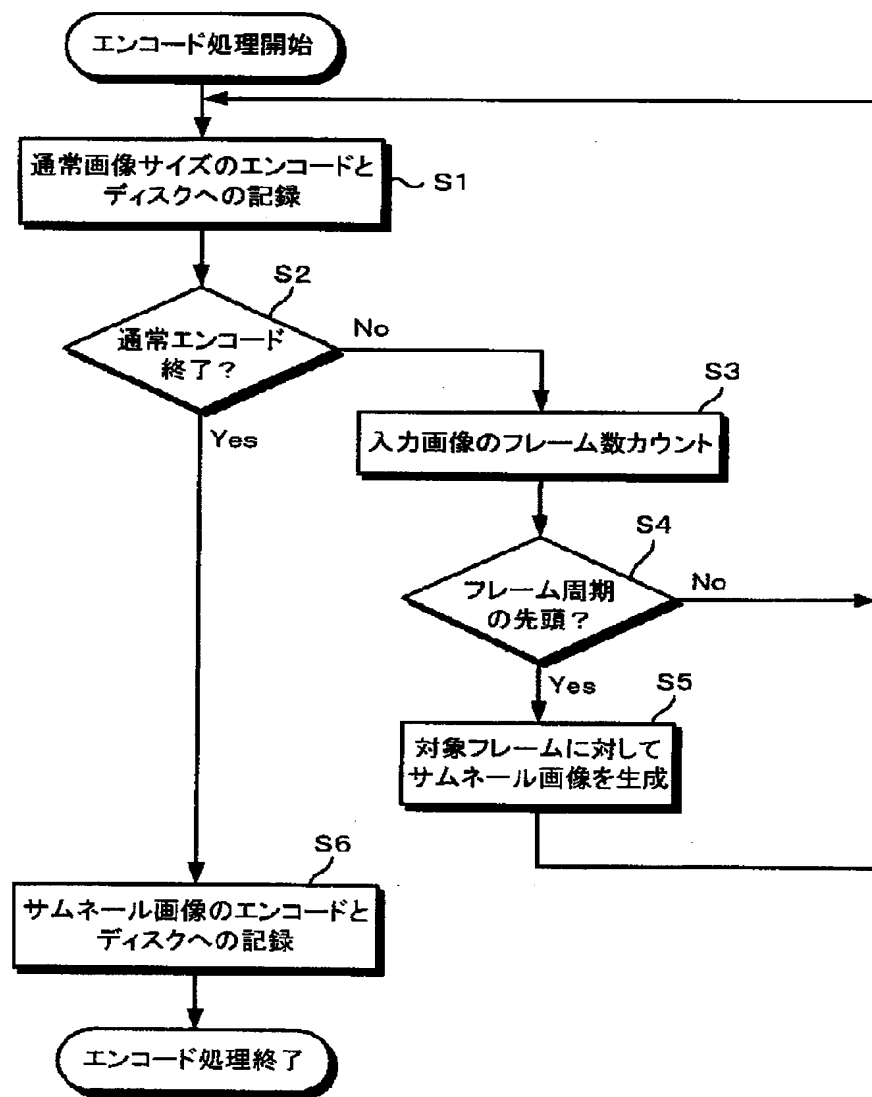 エンコード処理開始
通常画像サイズのエンコードと
ディスクへの記録
S1
S2
通常エンコード
終了？
No
Yes
S3
入力画像のフレーム数カウント
S4
フレーム周期
の先頭？
No
Yes
S5
対象フレームに対して
サムネール画像を生成
S6
サムネール画像のエンコードと
ディスクへの記録
エンコード処理終了